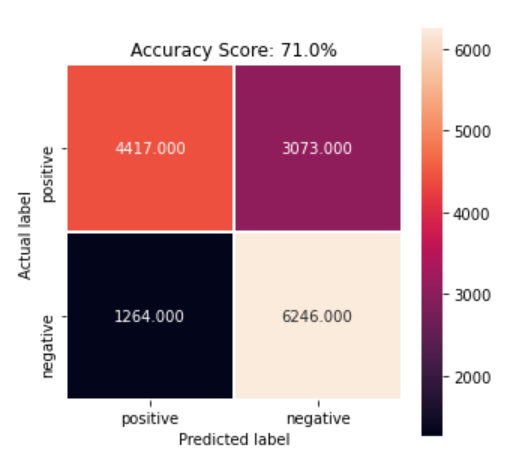 Accuracy Score: 71.0%
6000
5000
4000
3000
2000
Actual label
positive
negative
4417.000
3073.000
1264.000
6246.000
positive
negative
Predicted label